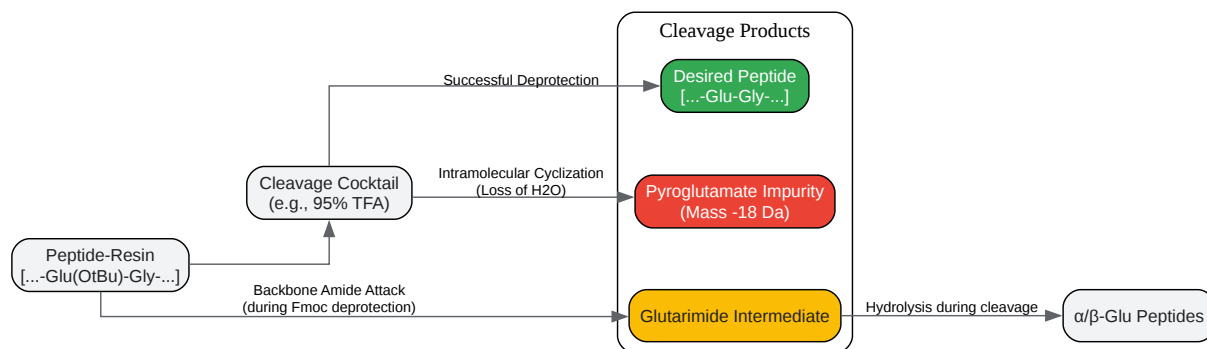 Cleavage Products
Successful Deprotection
Desired Peptide
[...-Glu-Gly-...]
Cleavage Cocktail
(e.g., 95% TFA)
Intramolecular Cyclization
(Loss of H2O)
Pyroglutamate Impurity
(Mass -18 Da)
Peptide-Resin
[...-Glu(OtBu)-Gly-...]
Backbone Amide Attack
(during Fmoc deprotection)
Glutarimide Intermediate
Hydrolysis during cleavage
α/β-Glu Peptides